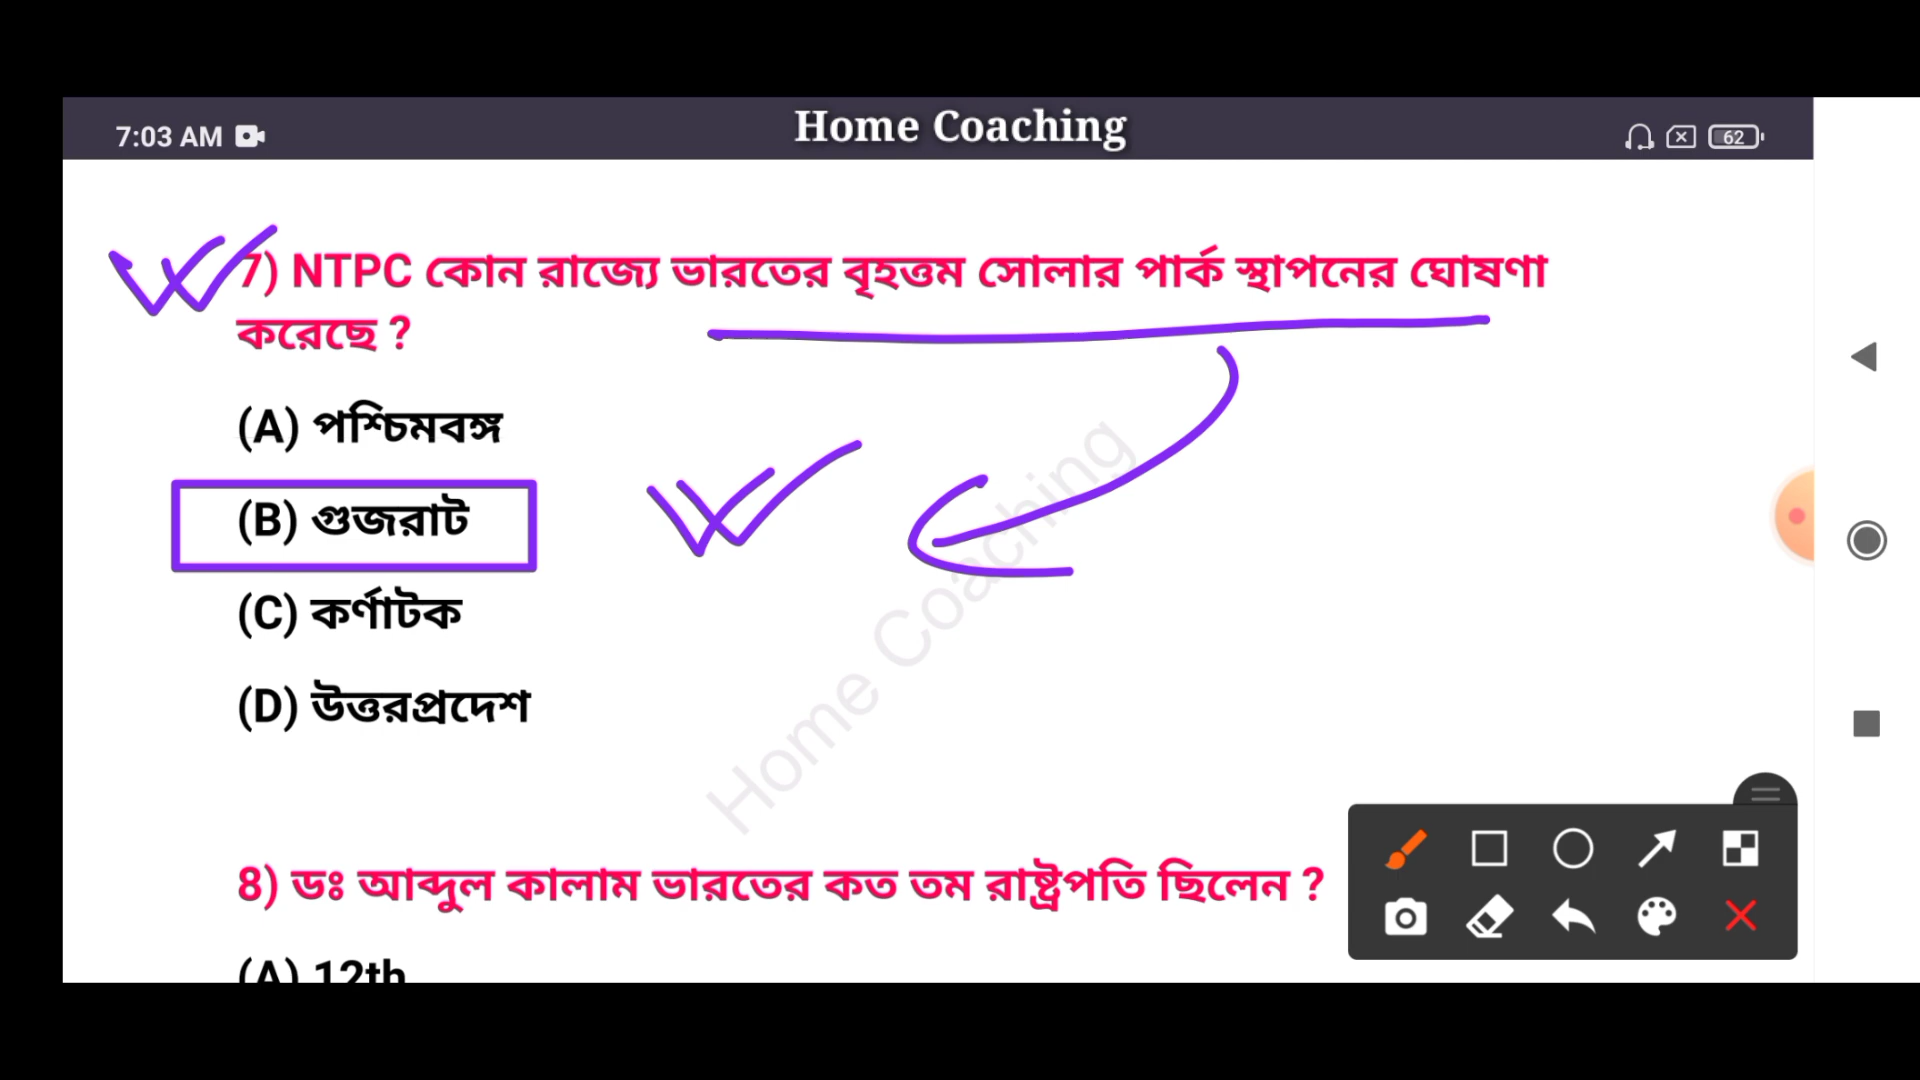 7:03 AM
Home Coaching
62
7) NTPC কোন রাজ্যে ভারতের বৃহত্তম সোলার পার্ক স্থাপনের ঘোষণা
করেছে ?
(A) পশ্চিমবঙ্গ
(B) গুজরাট
(C) কর্ণাটক
(D) উত্তরপ্রদেশ
Home Coaching
8) ডঃ আব্দুল কালাম ভারতের কত তম রাষ্ট্রপতি ছিলেন ?
(A) 12th